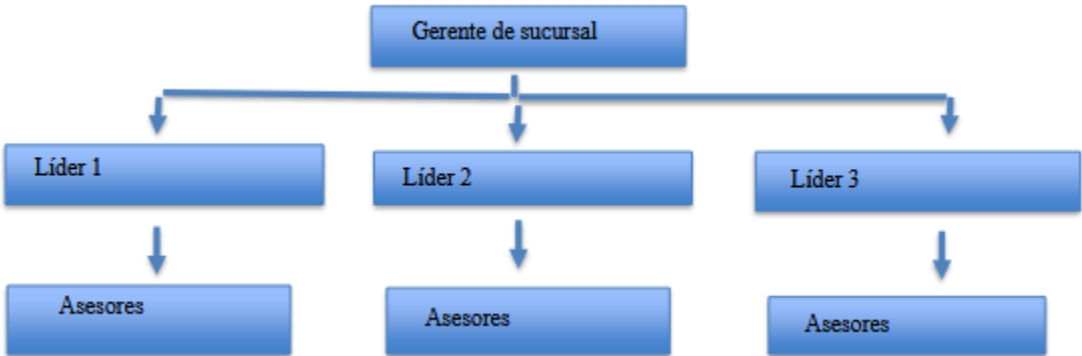 Gerente de sucursal
Líder 1
Líder 2
Líder 3
Asesores
Asesores
Asesores